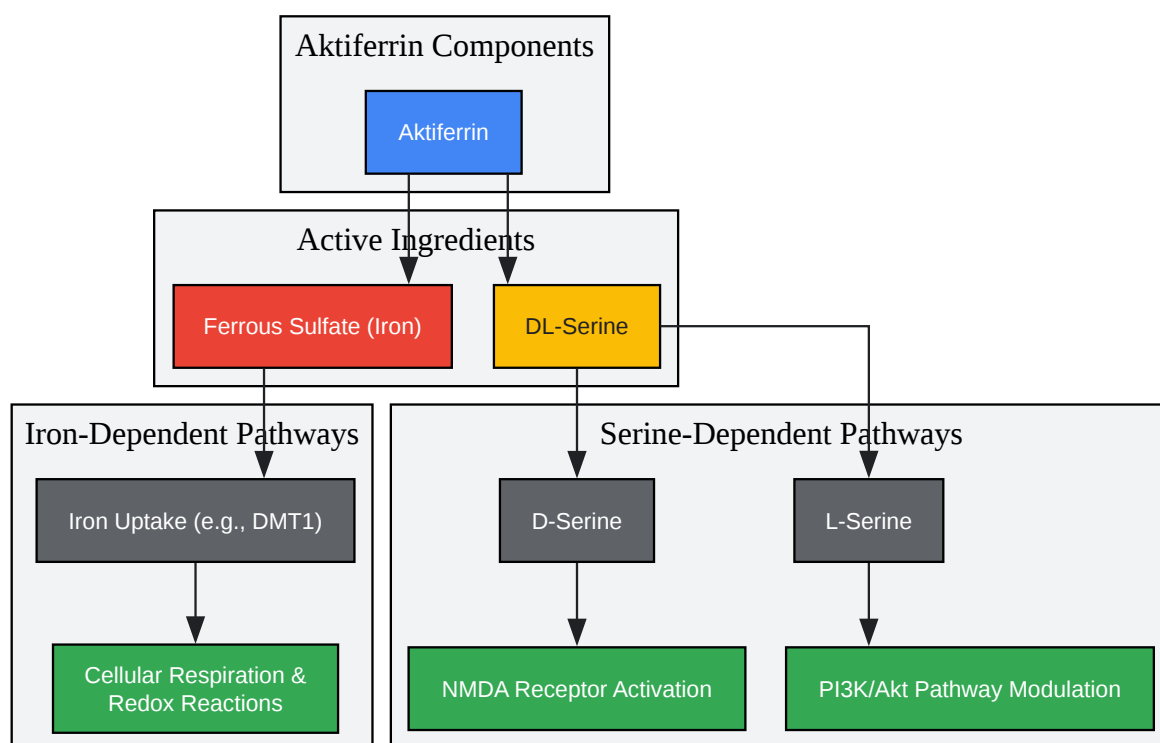 Aktiferrin Components
Aktiferrin
Active Ingredients
Ferrous Sulfate (Iron)
DL-Serine
Iron-Dependent Pathways
Serine-Dependent Pathways
Iron Uptake (e.g., DMT1)
D-Serine
L-Serine
Cellular Respiration &
Redox Reactions
NMDA Receptor Activation
PI3K/Akt Pathway Modulation